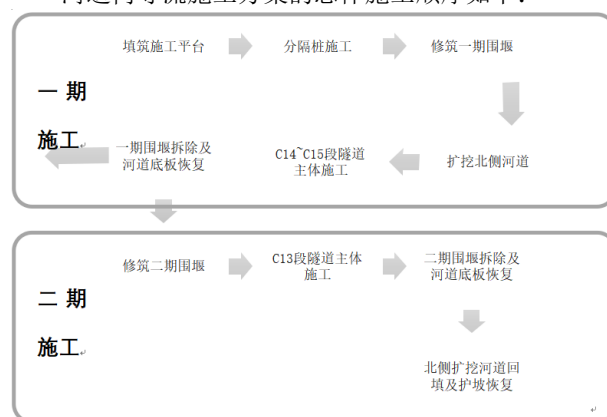 填筑施工平台
分隔桩施工
修筑一期围堰
一 期
施工
扩挖北侧河道
C14~C15段隧道
主体施工
一期围堰拆除及
河道底板恢复
修筑二期围堰
C13段隧道主体
施工
二期围堰拆除及
河道底板恢复
二 期
施工
北侧扩挖河道回
填及护坡恢复